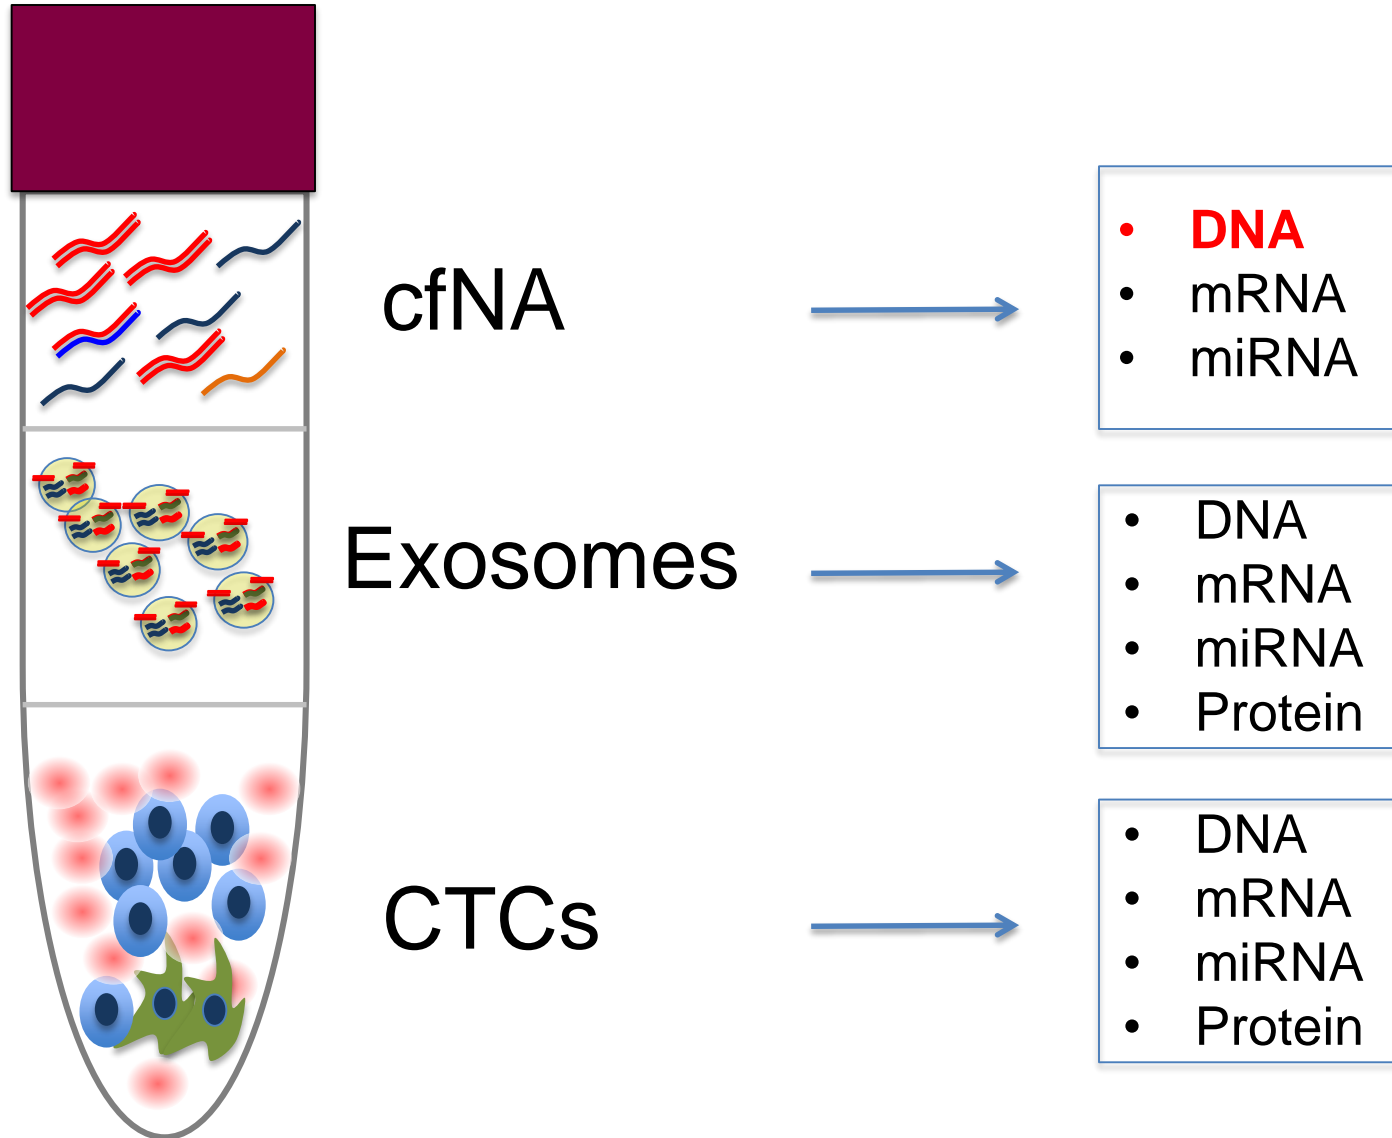 cfNA
• DNA
• mRNA
• miRNA
Exosomes
• DNA
• mRNA
• miRNA
• Protein
CTCs
• DNA
• mRNA
• miRNA
• Protein